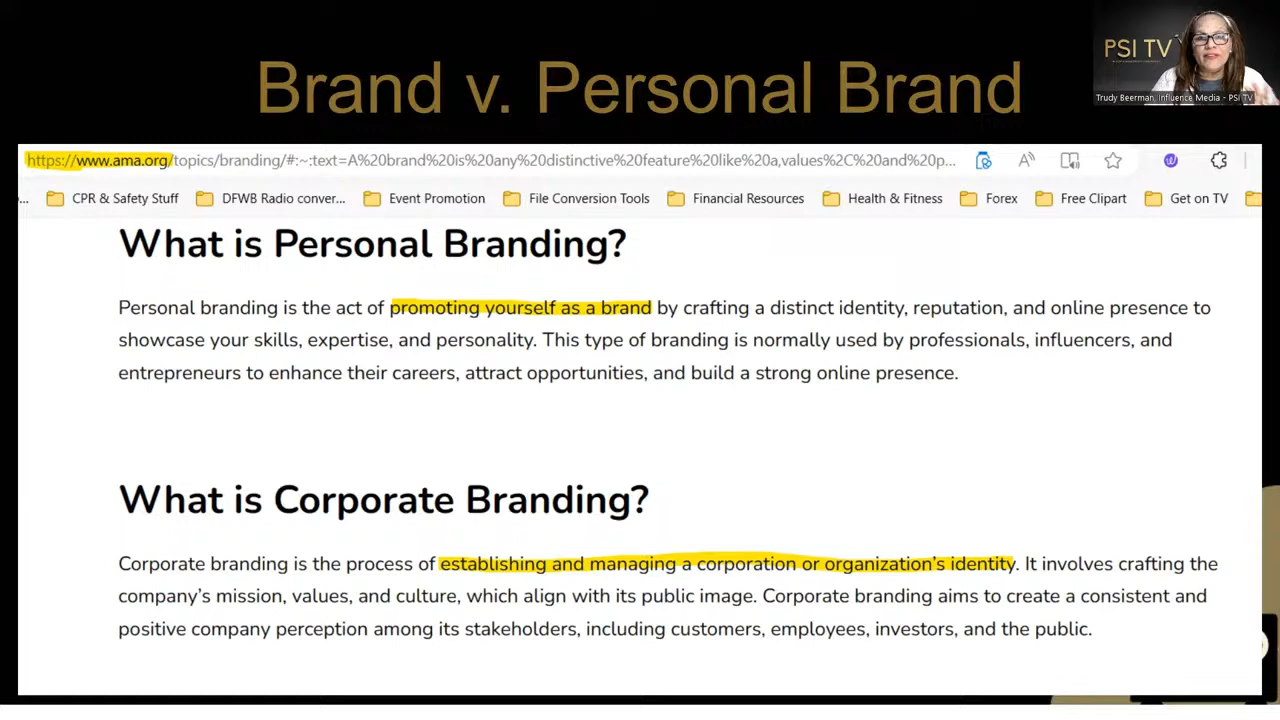 Brand v. Personal Brand
PSI TV
Trudy Beerman, Influence Media - PSI TV
https://www.ama.org/topics/branding/#:~:text=A%20brand%20is%20any%20distinctive%20feature%20like%20a,values%2C%20and%20p...
...
CPR & Safety Stuff
DFWB Radio conver...
Event Promotion
File Conversion Tools
Financial Resources
Health & Fitness
Forex
Free Clipart
Get on TV
What is Personal Branding?
Personal branding is the act of promoting yourself as a brand by crafting a distinct identity, reputation, and online presence to
showcase your skills, expertise, and personality. This type of branding is normally used by professionals, influencers, and
entrepreneurs to enhance their careers, attract opportunities, and build a strong online presence.
What is Corporate Branding?
Corporate branding is the process of establishing and managing a corporation or organization's identity. It involves crafting the
company's mission, values, and culture, which align with its public image. Corporate branding aims to create a consistent and
positive company perception among its stakeholders, including customers, employees, investors, and the public.